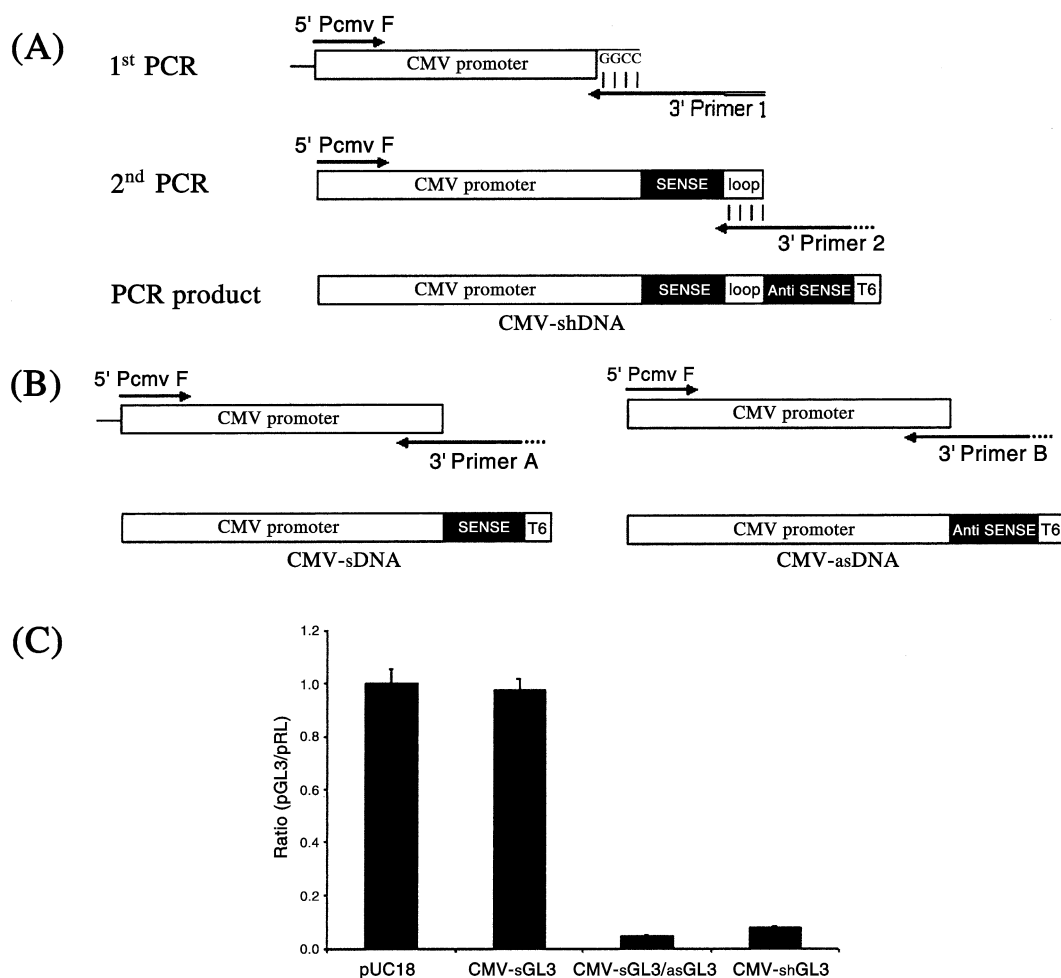 (A)
5' Pcmv F
1st PCR
CMV promoter
GGCC
3' Primer 1
5' Pcmv F
2nd PCR
CMV promoter
SENSE
loop
3' Primer 2
PCR product
CMV promoter
SENSE
loop
Anti SENSE
T6
CMV-shDNA
(B)
5' Pcmv F
CMV promoter
3' Primer A
CMV promoter
SENSE
T6
CMV-sDNA
5' Pcmv F
CMV promoter
3' Primer B
CMV promoter
Anti SENSE
T6
CMV-asDNA
(C)
Ratio (pGL3/pRL)
1.2
1.0
0.8
0.6
0.4
0.2
0.0
pUC18
CMV-sGL3
CMV-sGL3/asGL3
CMV-shGL3